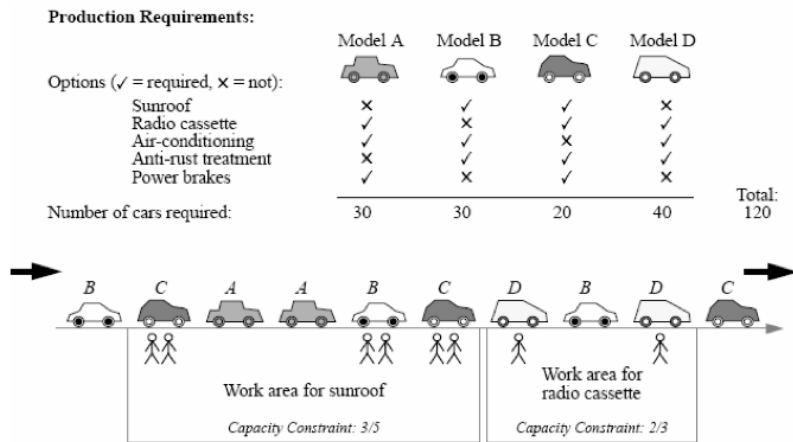 Production Requirements:
Model A Model B Model C Model D
Options (✓ = required, ✗ = not):
Sunroof ✗ ✓ ✓ ✗
Radio cassette ✓ ✗ ✓ ✓
Air-conditioning ✓ ✓ ✗ ✓
Anti-rust treatment ✗ ✓ ✓ ✓
Power brakes ✓ ✗ ✓ ✗
Total:
Number of cars required: 30 30 20 40 120
B C A A B C D B D C
Work area for sunroof
Capacity Constraint: 3/5
Work area for
radio cassette
Capacity Constraint: 2/3